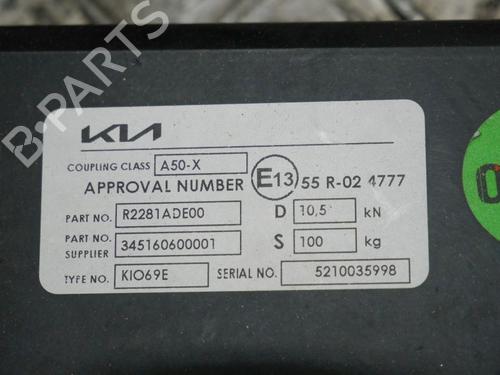 KIA
COUPLING CLASS A50-X
APPROVAL NUMBER E13 55 R-02 4777
PART NO. R2281ADE00 D 10,5 kN
PART NO. SUPPLIER 345160600001 S 100 kg
TYPE NO. KIO69E SERIAL NO. 5210035998
B-PARTS